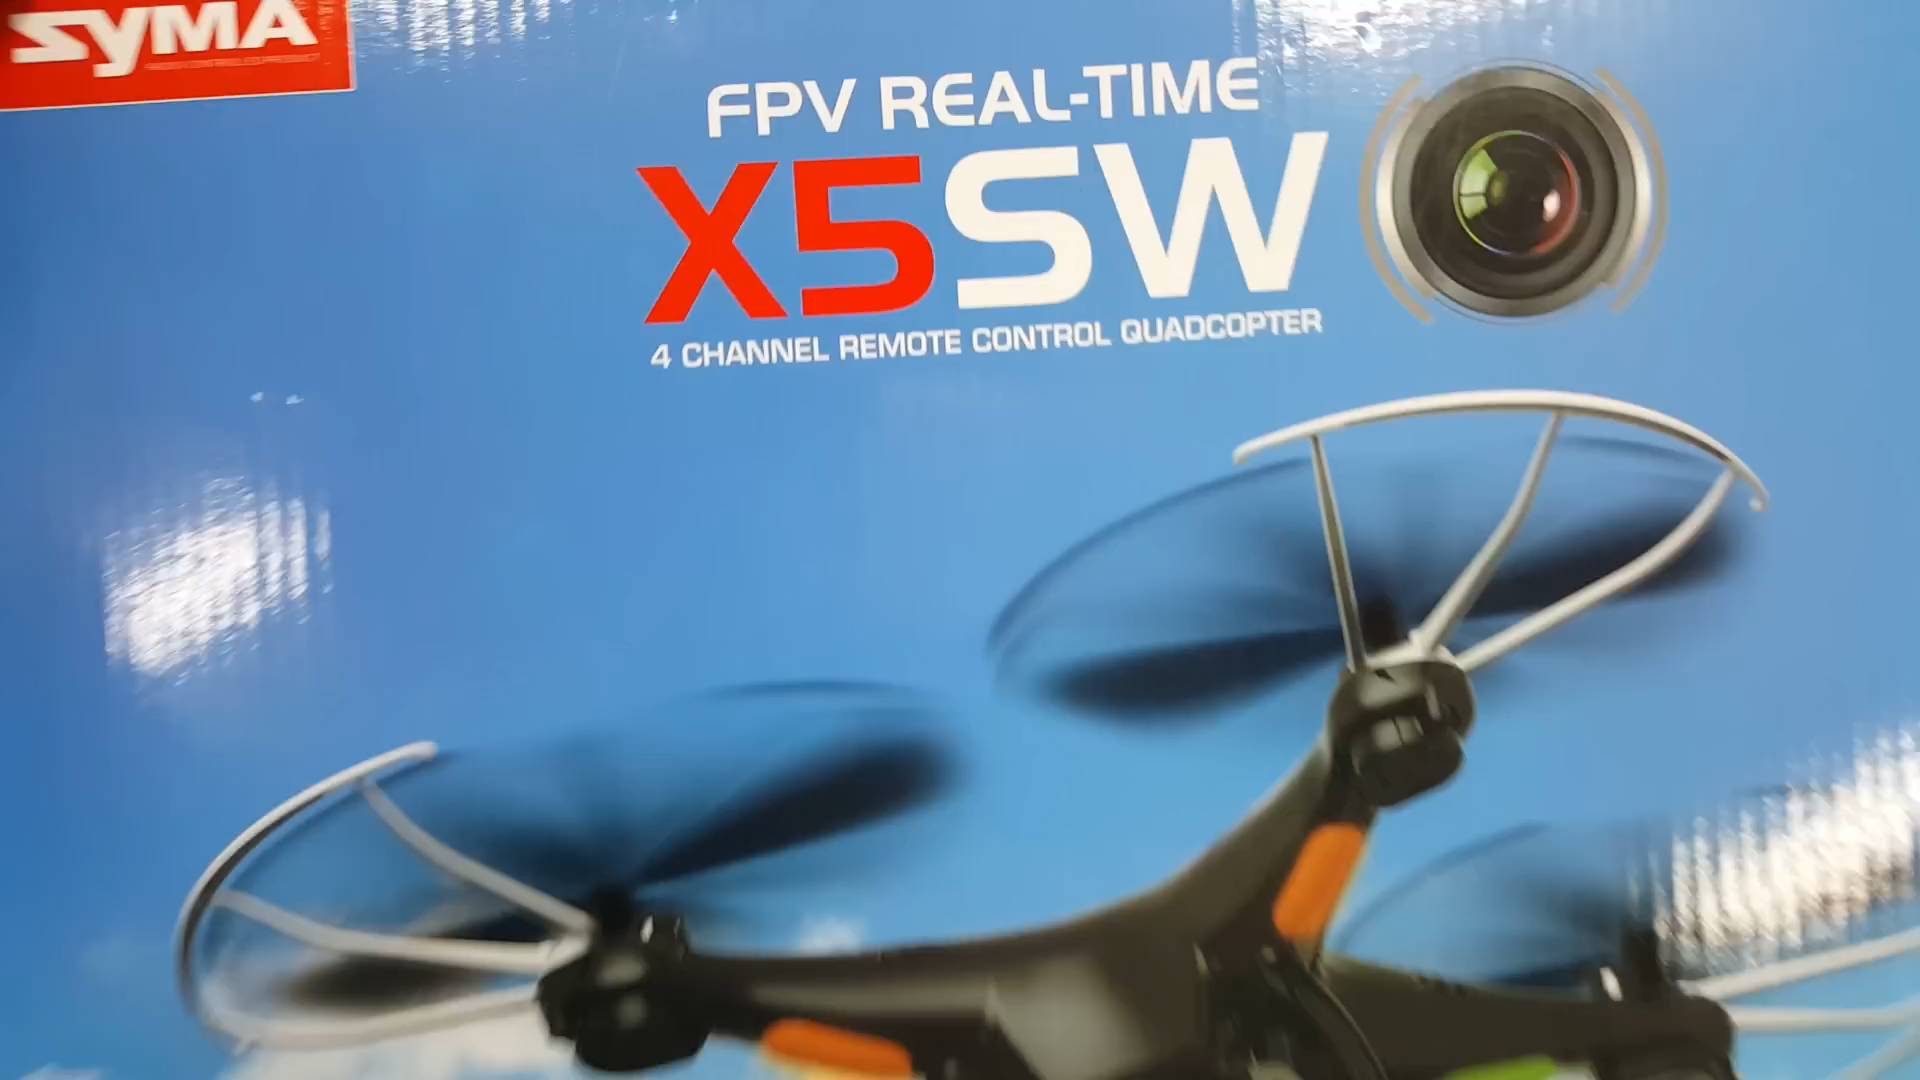 SYMA
FPV REAL-TIME
X5SW
4 CHANNEL REMOTE CONTROL QUADCOPTER